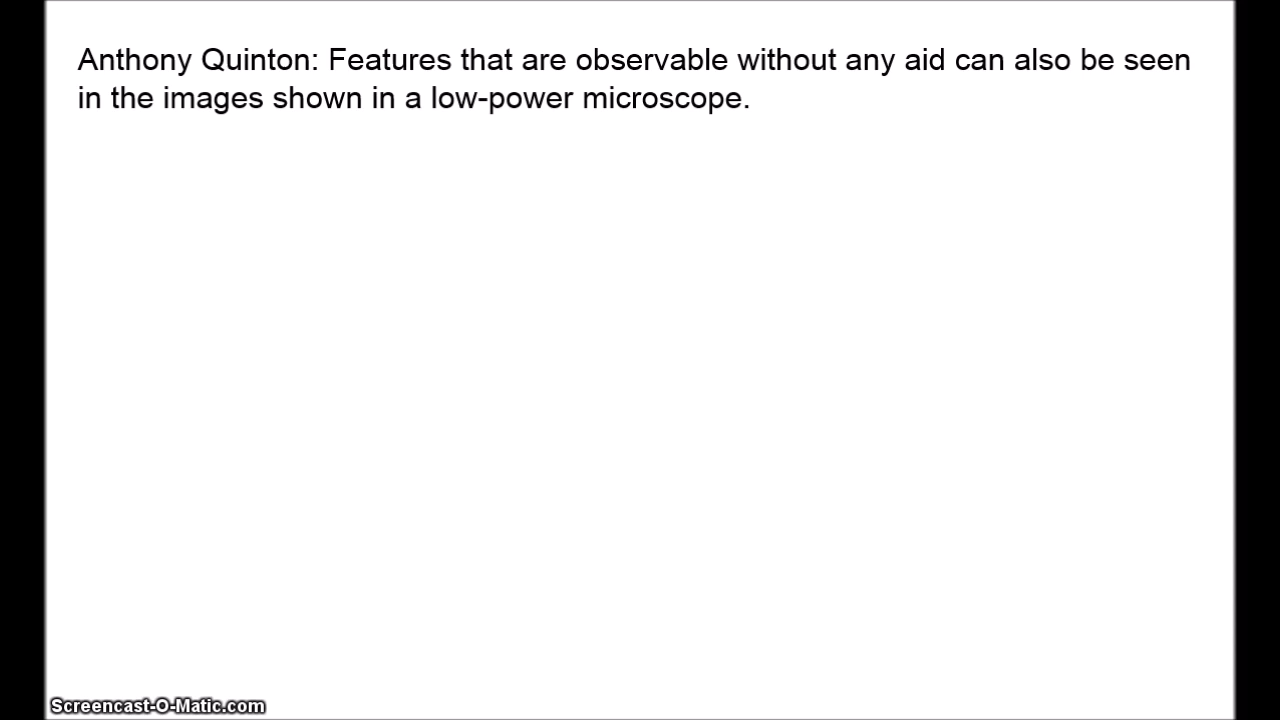 Anthony Quinton: Features that are observable without any aid can also be seen
in the images shown in a low-power microscope.
Screencast-O-Matic.com